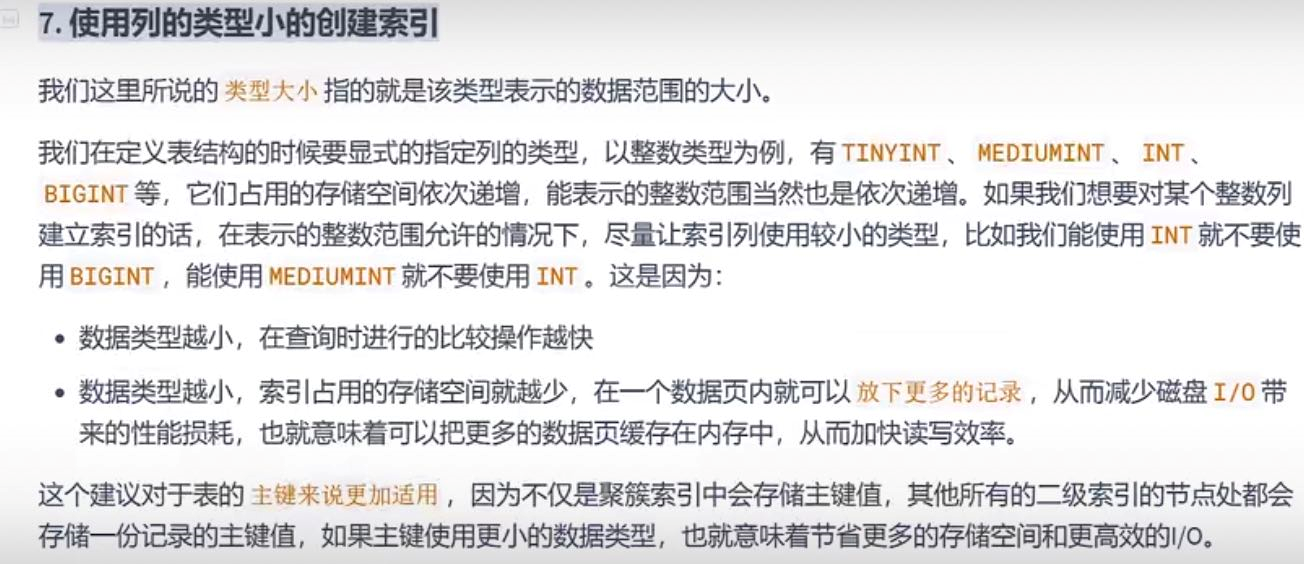 7. 使用列的类型小的创建索引
我们这里所说的 类型大小 指的就是该类型表示的数据范围的大小。
我们在定义表结构的时候要显式的指定列的类型，以整数类型为例，有 TINYINT 、 MEDIUMINT 、 INT 、
BIGINT 等，它们占用的存储空间依次递增，能表示的整数范围当然也是依次递增。如果我们想要对某个整数列
建立索引的话，在表示的整数范围允许的情况下，尽量让索引列使用较小的类型，比如我们能使用 INT 就不要使
用 BIGINT ，能使用 MEDIUMINT 就不要使用 INT 。这是因为：
• 数据类型越小，在查询时进行的比较操作越快
• 数据类型越小，索引占用的存储空间就越少，在一个数据页内就可以 放下更多的记录 ，从而减少磁盘 I/O 带
来的性能损耗，也就意味着可以把更多的数据页缓存在内存中，从而加快读写效率。
这个建议对于表的 主键来说更加适用 ，因为不仅是聚簇索引中会存储主键值，其他所有的二级索引的节点处都会
存储一份记录的主键值，如果主键使用更小的数据类型，也就意味着节省更多的存储空间和更高效的I/O。